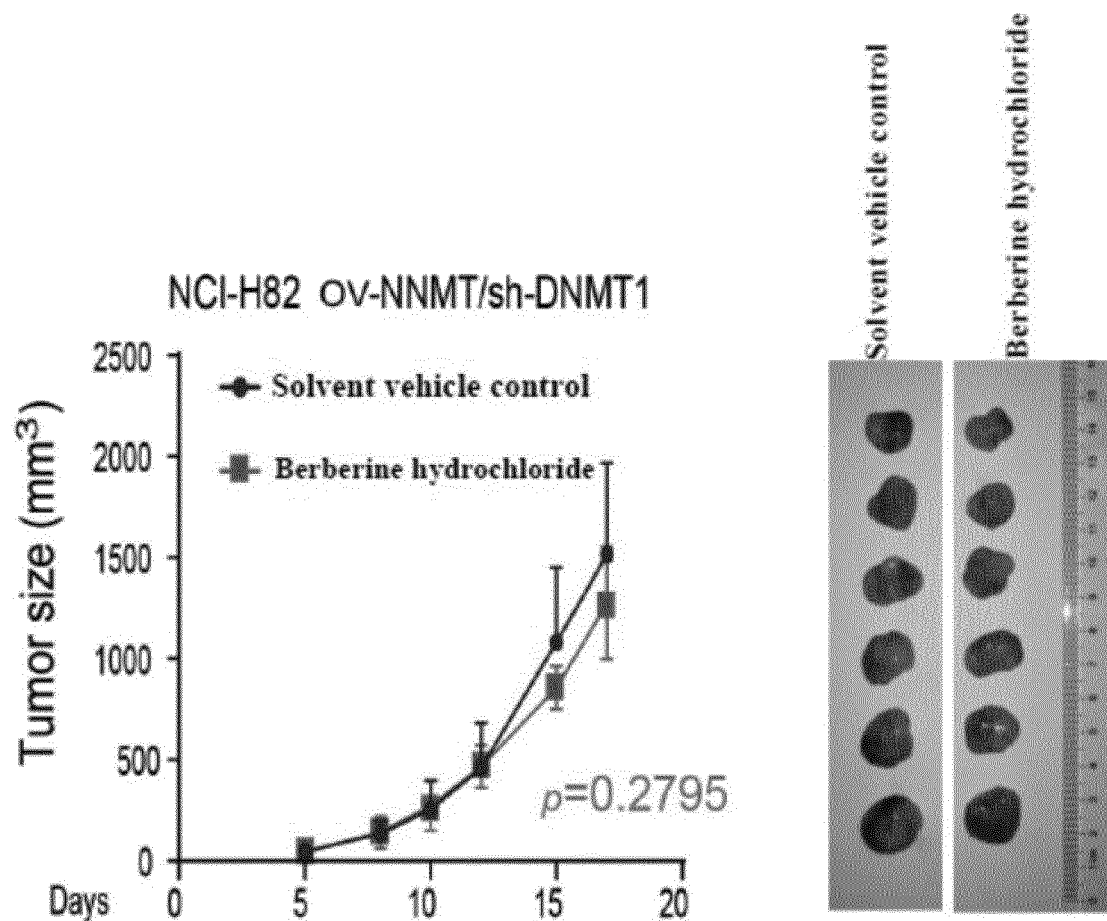 Solvent vehicle control
Berberine hydrochloride
NCI-H82 OV-NNMT/sh-DNMT1
Tumor size (mm³)
2500
2000
1500
1000
500
0
Solvent vehicle control
Berberine hydrochloride
p=0.2795
Days 0 5 10 15 20